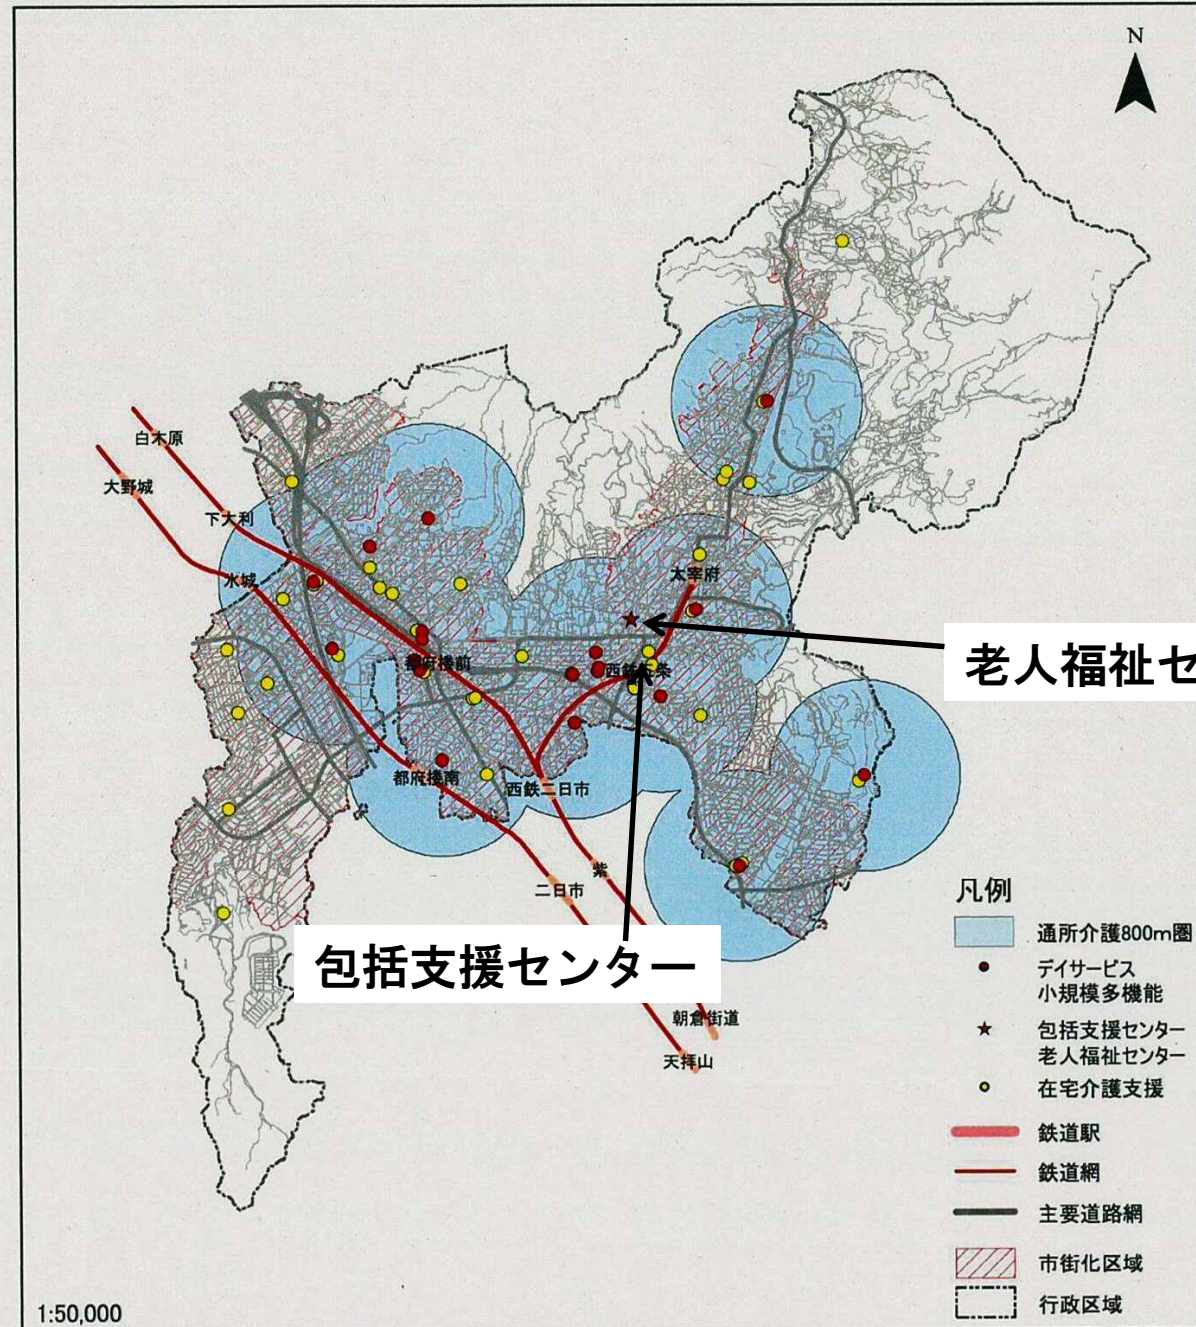 N
白木原
大野城
下大利
水城
太宰府
都府楼前
西鉄五条
老人福祉セ
都府楼南
西鉄二日市
紫
二日市
包括支援センター
朝倉街道
天拝山
凡例
通所介護800m圏
デイサービス
小規模多機能
包括支援センター
老人福祉センター
在宅介護支援
鉄道駅
鉄道網
主要道路網
市街化区域
行政区域
1:50,000